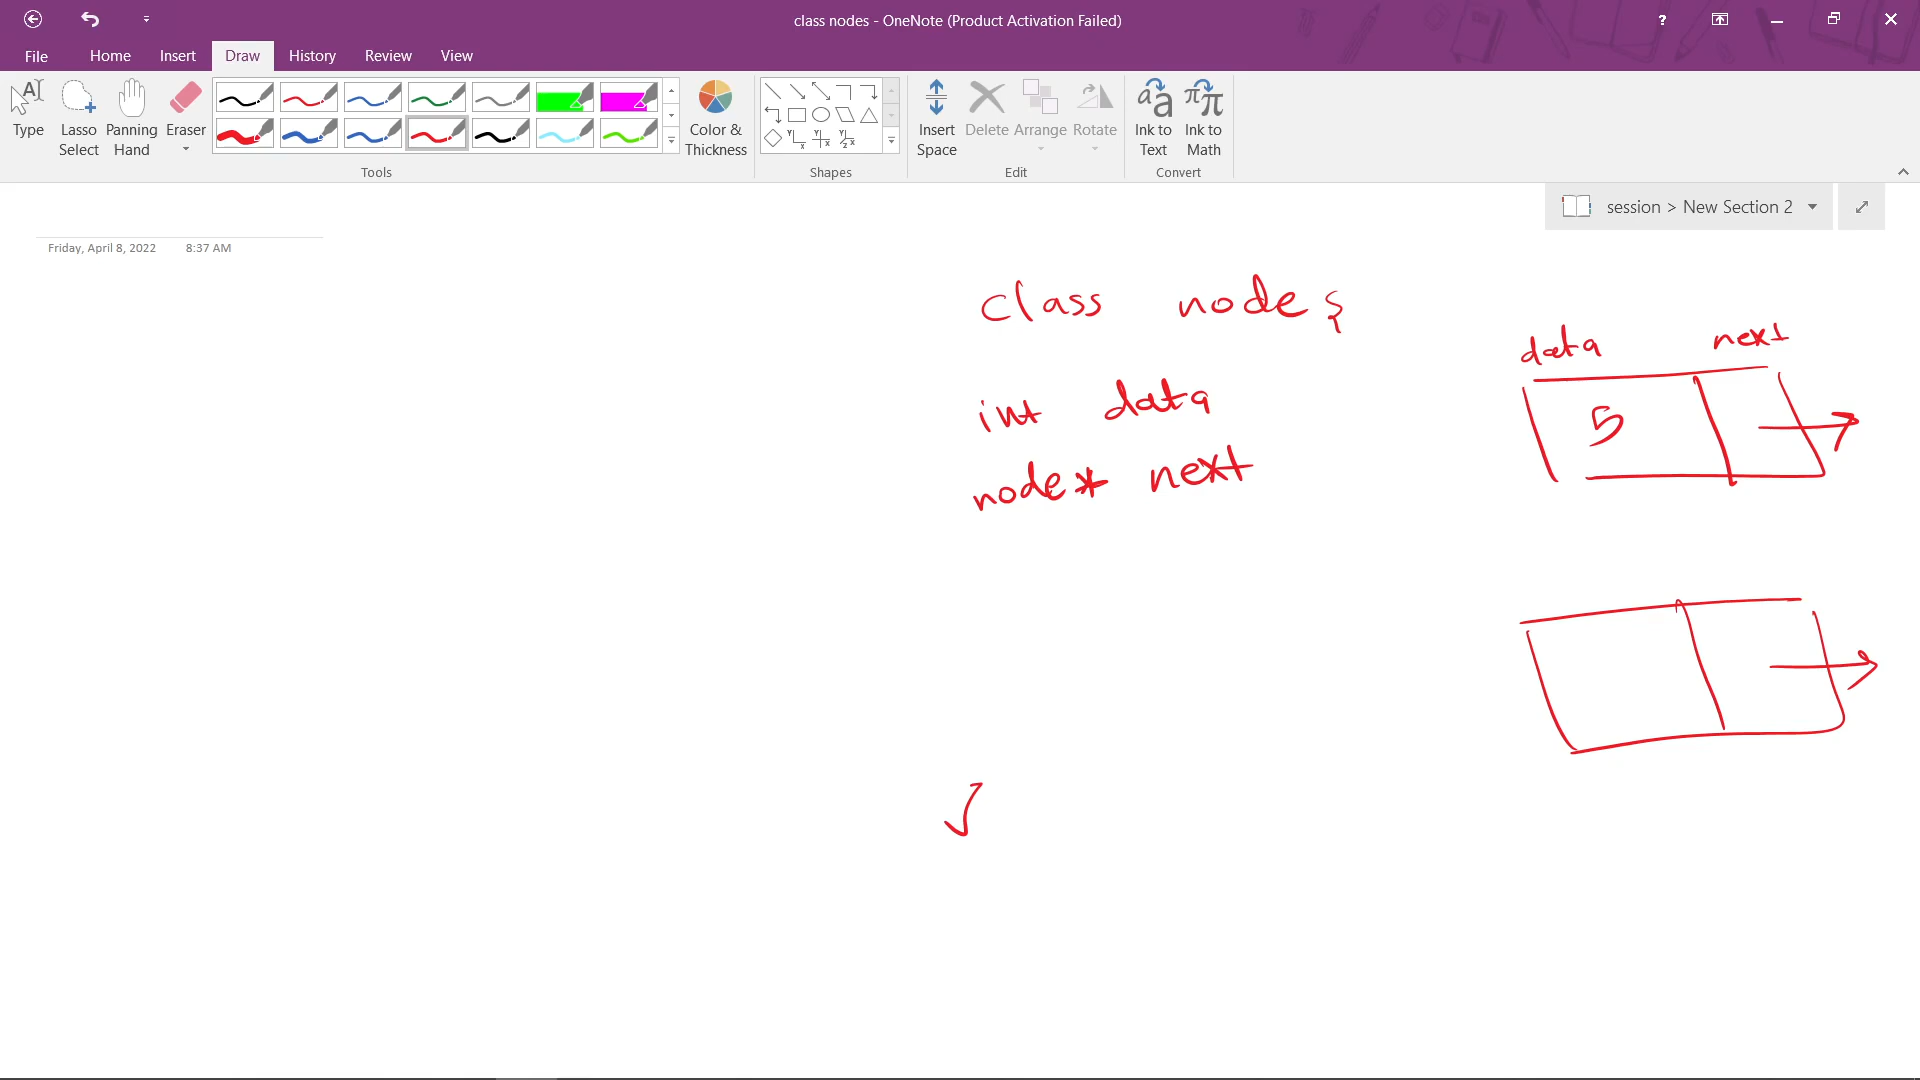 class nodes - OneNote (Product Activation Failed)
?
File Home Insert Draw History Review View
Type
Lasso Select
Panning Hand
Eraser
Color & Thickness
Insert Space
Delete
Arrange
Rotate
Ink to Text
Ink to Math
Tools
Shapes
Edit
Convert
session > New Section 2
Friday, April 8, 2022 8:37 AM
class node {
int data
node* next
data next
5